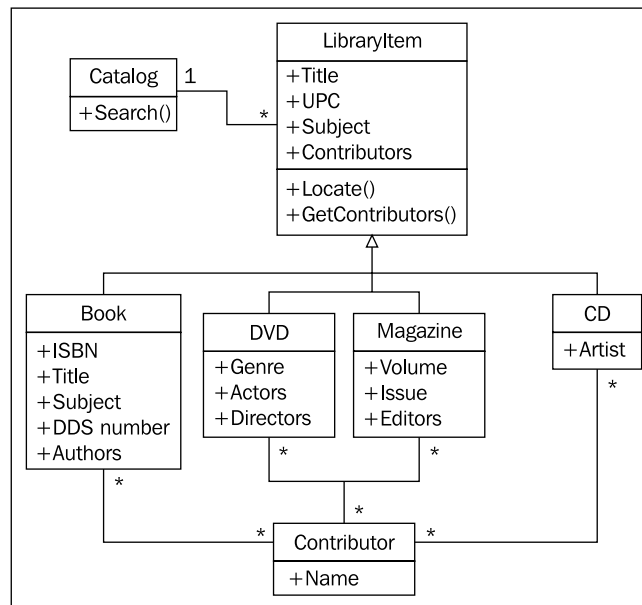 LibraryItem
+Title
+UPC
+Subject
+Contributors
+Locate()
+GetContributors()
Catalog
+Search()
1
*
Book
+ISBN
+Title
+Subject
+DDS number
+Authors
*
DVD
+Genre
+Actors
+Directors
*
Magazine
+Volume
+Issue
+Editors
*
CD
+Artist
*
*
*
*
Contributor
+Name